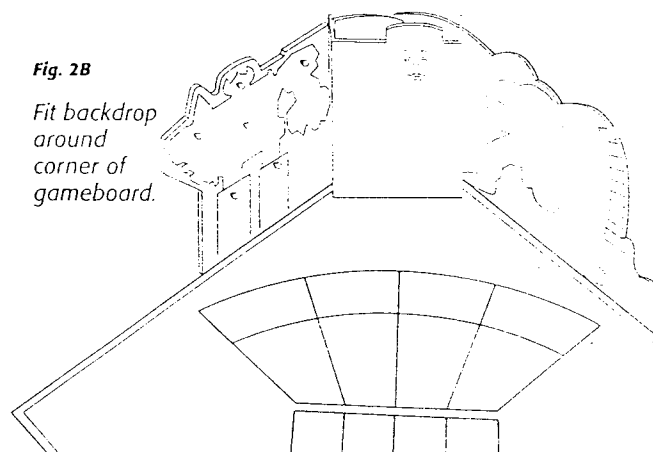 Fig. 2B
Fit backdrop
around
corner of
gameboard.